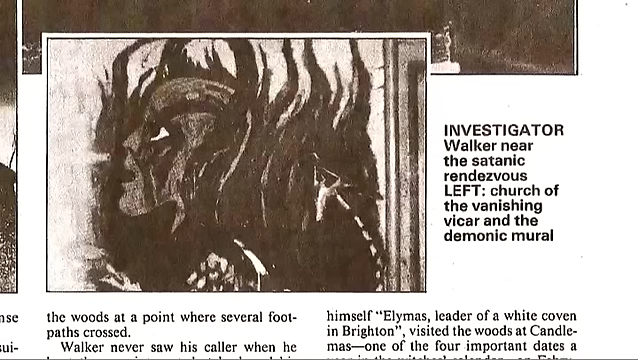 INVESTIGATOR
Walker near
the satanic
rendezvous
LEFT: church of
the vanishing
vicar and the
demonic mural
nse
sui-
the woods at a point where several foot-
paths crossed.
Walker never saw his caller when he
himself “Elymas, leader of a white coven
in Brighton”, visited the woods at Candle-
mas—one of the four important dates a